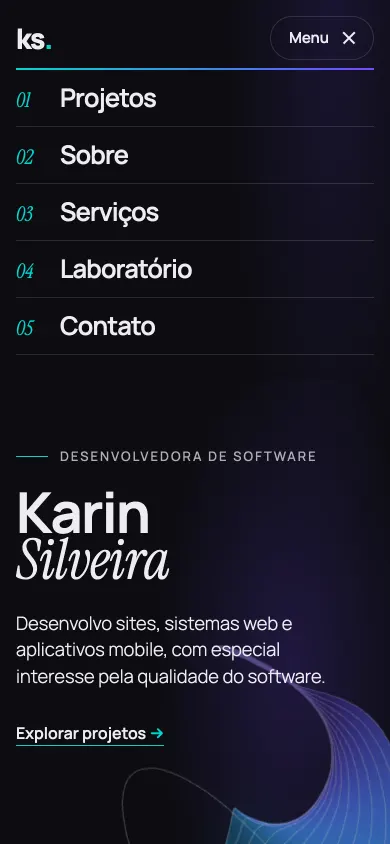 ks.
Menu
01 Projetos
02 Sobre
03 Serviços
04 Laboratório
05 Contato
DESENVOLVEDORA DE SOFTWARE
Karin
Silveira
Desenvolvo sites, sistemas web e
aplicativos mobile, com especial
interesse pela qualidade do software.
Explorar projetos →